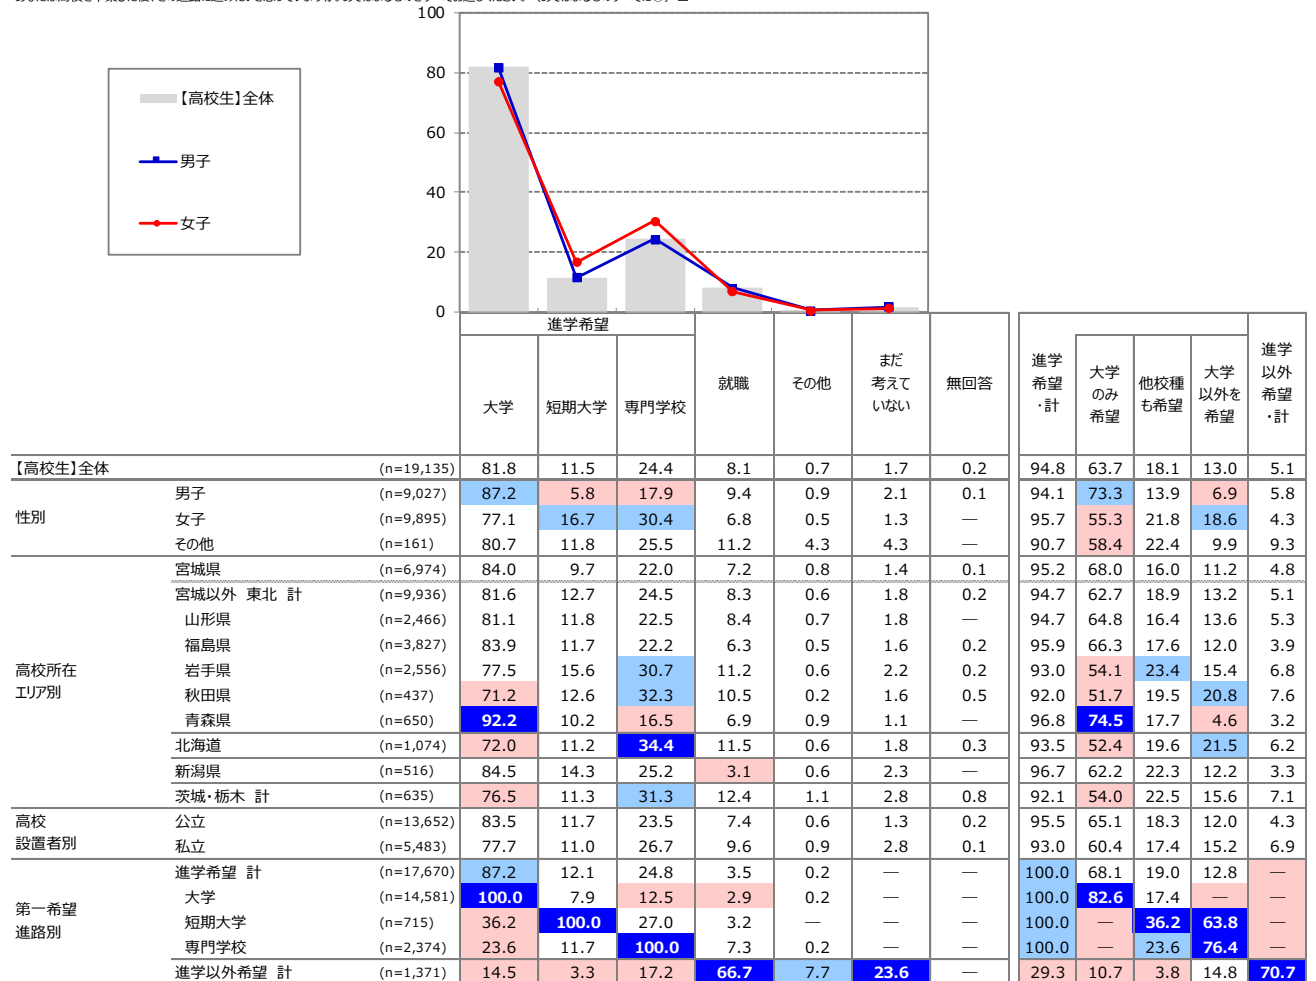 100
80
60
40
20
0
【高校生】全体
男子
女子
進学希望
大学 短期大学 専門学校 就職 その他 まだ考えていない 無回答 進学希望・計 大学のみ希望 他校種も希望 大学以外を希望 進学以外希望・計
【高校生】全体 (n=19,135) 81.8 11.5 24.4 8.1 0.7 1.7 0.2 94.8 63.7 18.1 13.0 5.1
性別
男子 (n=9,027) 87.2 5.8 17.9 9.4 0.9 2.1 0.1 94.1 73.3 13.9 6.9 5.8
女子 (n=9,895) 77.1 16.7 30.4 6.8 0.5 1.3 — 95.7 55.3 21.8 18.6 4.3
その他 (n=161) 80.7 11.8 25.5 11.2 4.3 4.3 — 90.7 58.4 22.4 9.9 9.3
高校所在
エリア別
宮城県 (n=6,974) 84.0 9.7 22.0 7.2 0.8 1.4 0.1 95.2 68.0 16.0 11.2 4.8
宮城以外 東北 計 (n=9,936) 81.6 12.7 24.5 8.3 0.6 1.8 0.2 94.7 62.7 18.9 13.2 5.1
山形県 (n=2,466) 81.1 11.8 22.5 8.4 0.7 1.8 — 94.7 64.8 16.4 13.6 5.3
福島県 (n=3,827) 83.9 11.7 22.2 6.3 0.5 1.6 0.2 95.9 66.3 17.6 12.0 3.9
岩手県 (n=2,556) 77.5 15.6 30.7 11.2 0.6 2.2 0.2 93.0 54.1 23.4 15.4 6.8
秋田県 (n=437) 71.2 12.6 32.3 10.5 0.2 1.6 0.5 92.0 51.7 19.5 20.8 7.6
青森県 (n=650) 92.2 10.2 16.5 6.9 0.9 1.1 — 96.8 74.5 17.7 4.6 3.2
北海道 (n=1,074) 72.0 11.2 34.4 11.5 0.6 1.8 0.3 93.5 52.4 19.6 21.5 6.2
新潟県 (n=516) 84.5 14.3 25.2 3.1 0.6 2.3 — 96.7 62.2 22.3 12.2 3.3
茨城・栃木 計 (n=635) 76.5 11.3 31.3 12.4 1.1 2.8 0.8 92.1 54.0 22.5 15.6 7.1
高校
設置者別
公立 (n=13,652) 83.5 11.7 23.5 7.4 0.6 1.3 0.2 95.5 65.1 18.3 12.0 4.3
私立 (n=5,483) 77.7 11.0 26.7 9.6 0.9 2.8 0.1 93.0 60.4 17.4 15.2 6.9
第一希望
進路別
進学希望 計 (n=17,670) 87.2 12.1 24.8 3.5 0.2 — — 100.0 68.1 19.0 12.8 —
大学 (n=14,581) 100.0 7.9 12.5 2.9 0.2 — — 100.0 82.6 17.4 — —
短期大学 (n=715) 36.2 100.0 27.0 3.2 — — — 100.0 — 36.2 63.8 —
専門学校 (n=2,374) 23.6 11.7 100.0 7.3 0.2 — — 100.0 — 23.6 76.4 —
進学以外希望 計 (n=1,371) 14.5 3.3 17.2 66.7 7.7 23.6 — 29.3 10.7 3.8 14.8 70.7